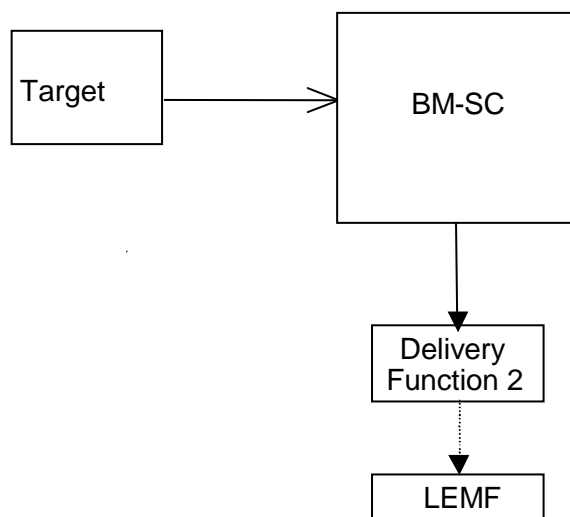 Target
BM-SC
Delivery
Function 2
LEMF